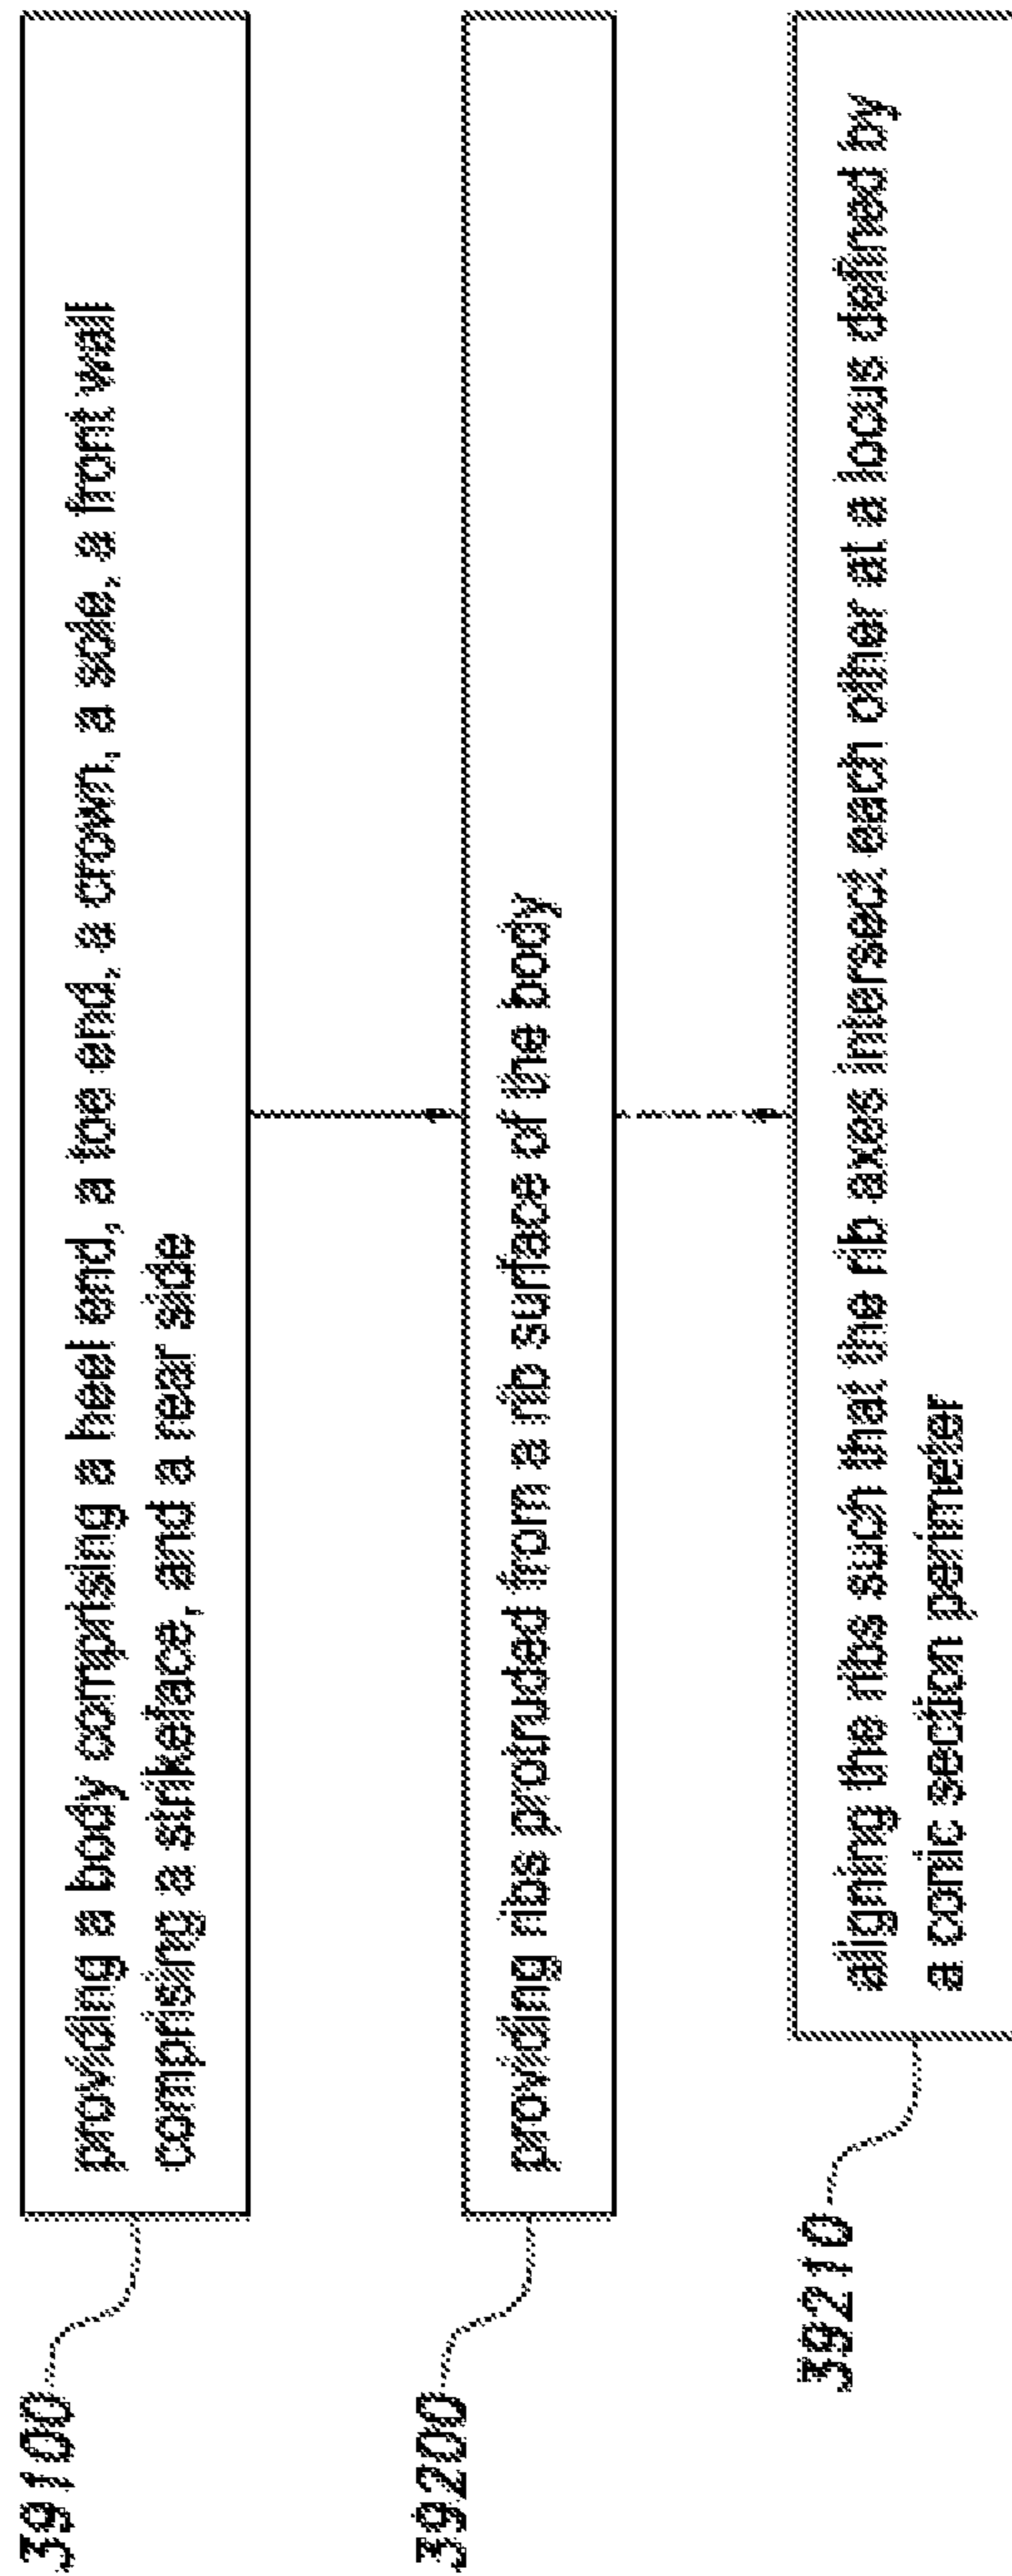 39100
providing a body comprising a heel end, a toe end, a crown, a sole, a front wall
comprising a strikeface, and a rear side
39200
providing ribs protruded from a rib surface of the body
39210
aligning the ribs such that the rib axes intersect each other at a locus defined by
a conic section perimeter